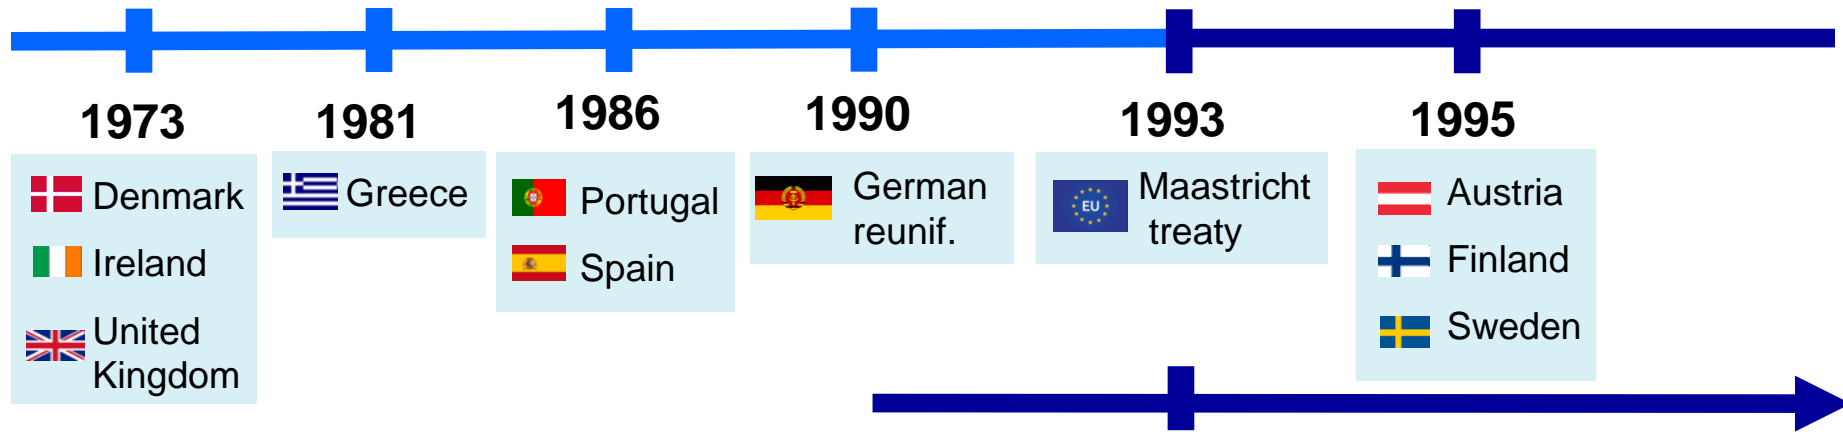 1973
1981
1986
1990
1993
1995
Denmark
Ireland
United
Kingdom
Greece
Portugal
Spain
German
reunif.
EU
Maastricht
treaty
Austria
Finland
Sweden